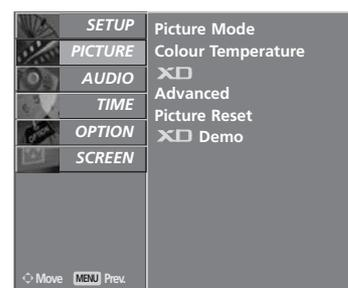 SETUP
PICTURE
AUDIO
TIME
OPTION
SCREEN
Move MENU Prev.
Picture Mode
Colour Temperature
XD
Advanced
Picture Reset
XD Demo